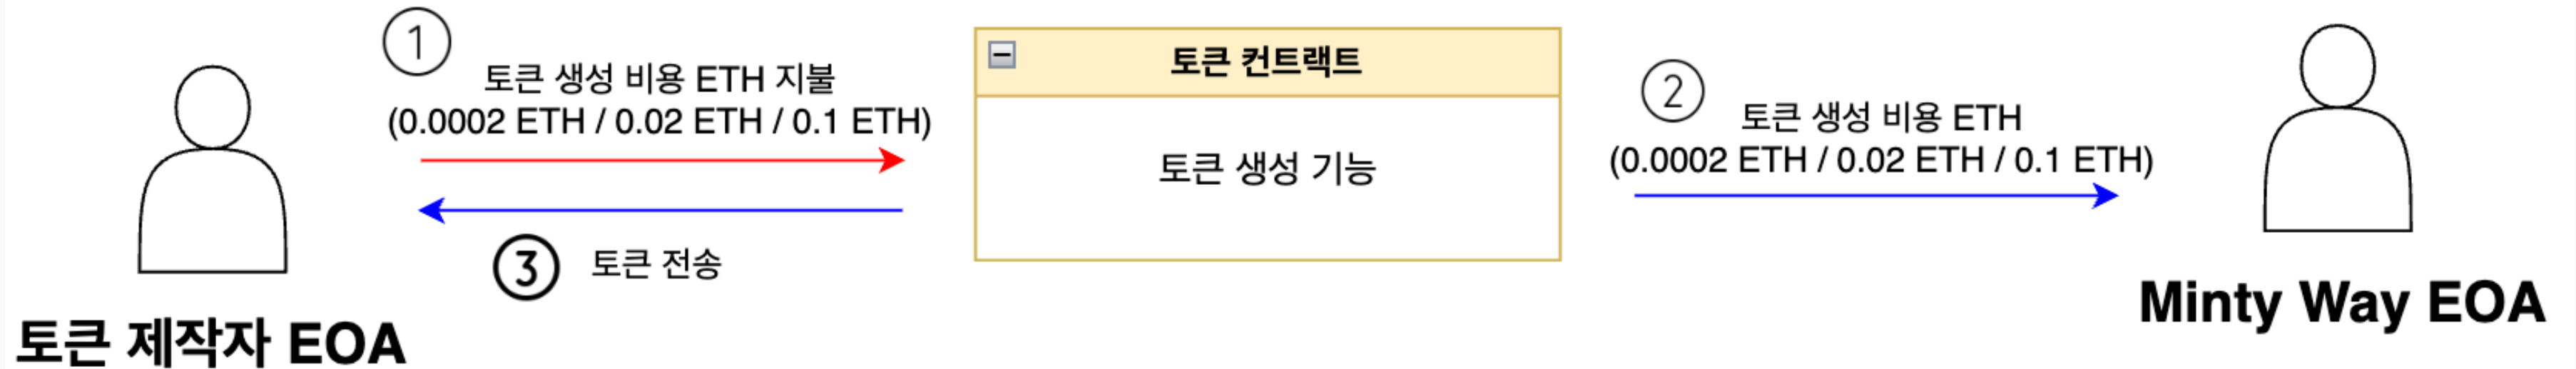 ①
토큰 생성 비용 ETH 지불
(0.0002 ETH / 0.02 ETH / 0.1 ETH)
③ 토큰 전송
토큰 제작자 EOA
토큰 컨트랙트
토큰 생성 기능
②
토큰 생성 비용 ETH
(0.0002 ETH / 0.02 ETH / 0.1 ETH)
Minty Way EOA